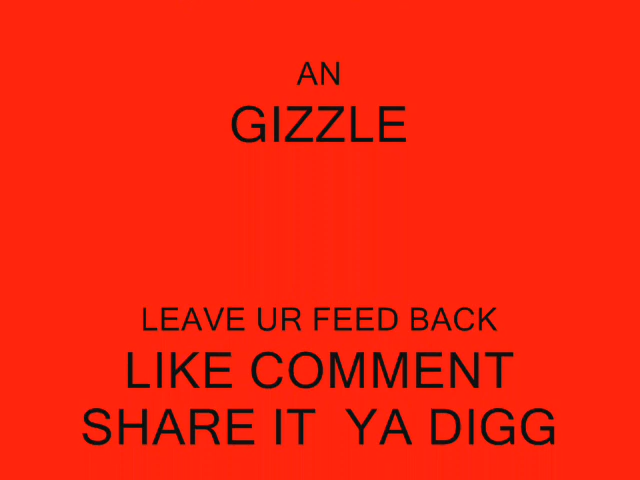 AN
GIZZLE
LEAVE UR FEED BACK
LIKE COMMENT
SHARE IT  YA DIGG